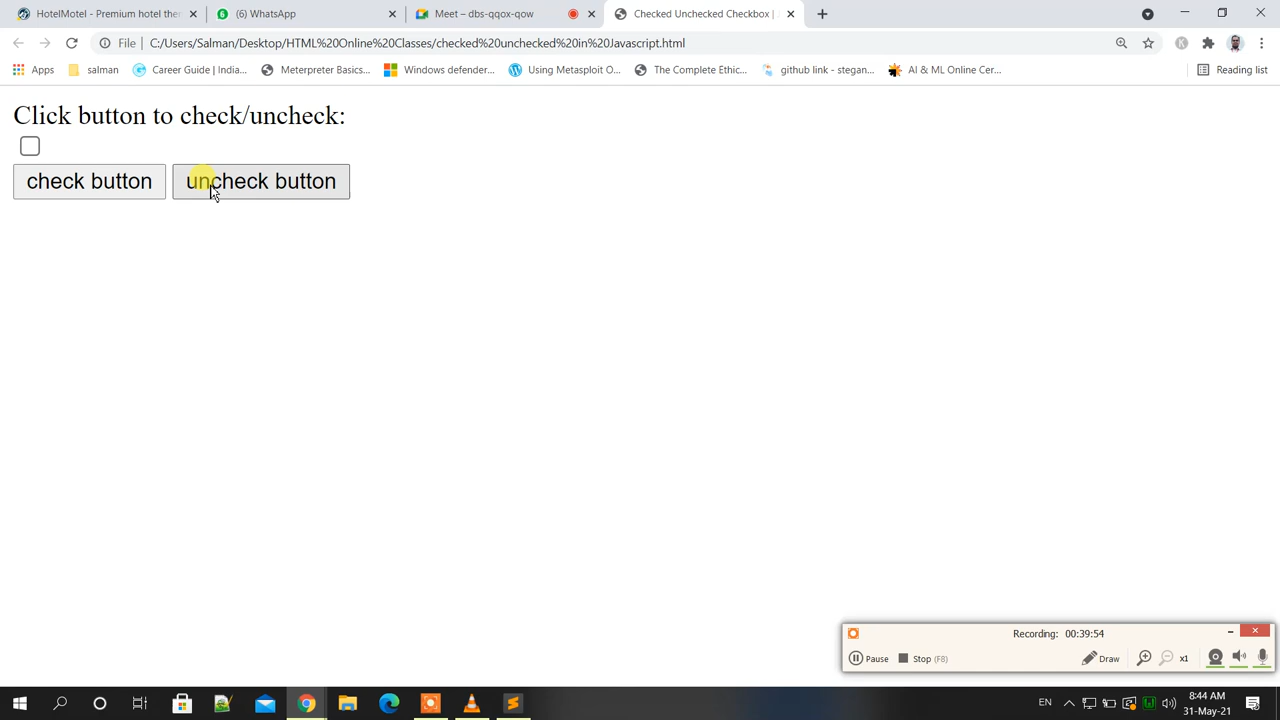 HotelMotel - Premium hotel the
(6) WhatsApp
Meet – dbs-qqox-qow
Checked Unchecked Checkbox |
File
C:/Users/Salman/Desktop/HTML%20Online%20Classes/checked%20unchecked%20in%20Javascript.html
Apps
salman
Career Guide | India...
Meterpreter Basics...
Windows defender...
Using Metasploit O...
The Complete Ethic...
github link - stegan...
AI & ML Online Cer...
Reading list
Click button to check/uncheck:
check button
uncheck button
Recording: 00:39:54
Pause
Stop (F8)
Draw
x1
EN
8:44 AM
31-May-21